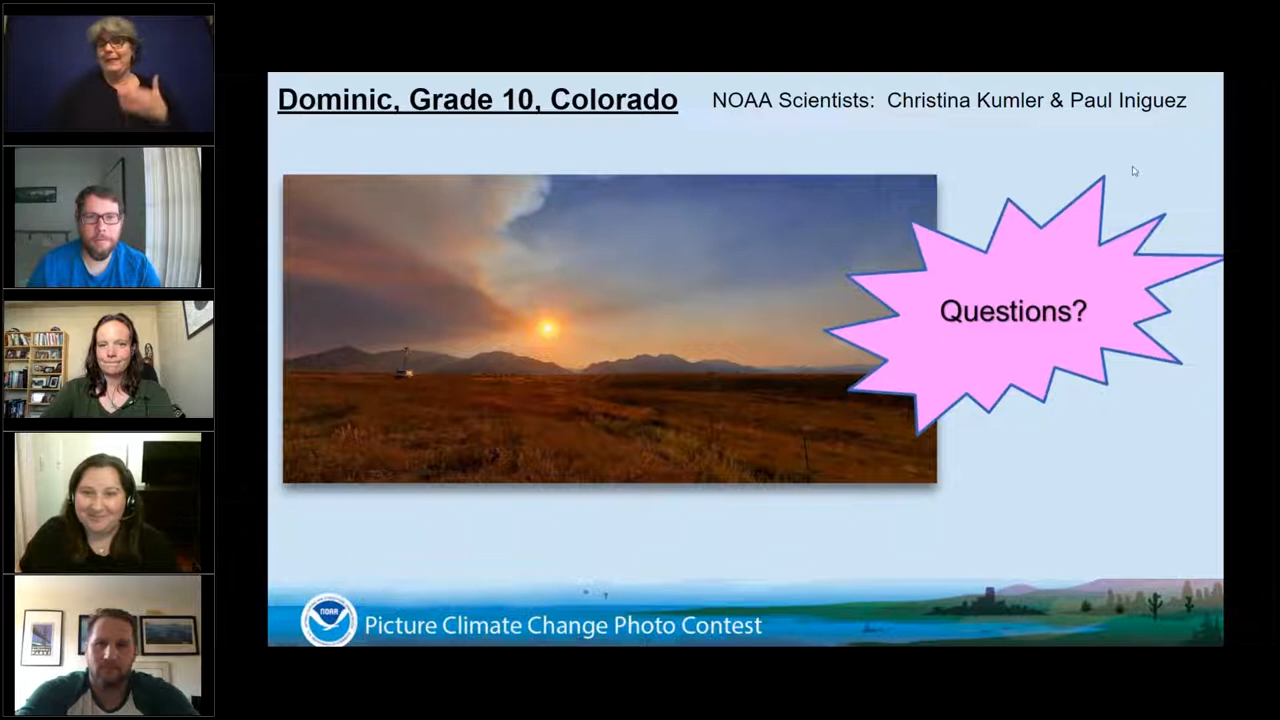 Dominic, Grade 10, Colorado
NOAA Scientists: Christina Kumler & Paul Iniguez
Questions?
NOAA
Picture Climate Change Photo Contest